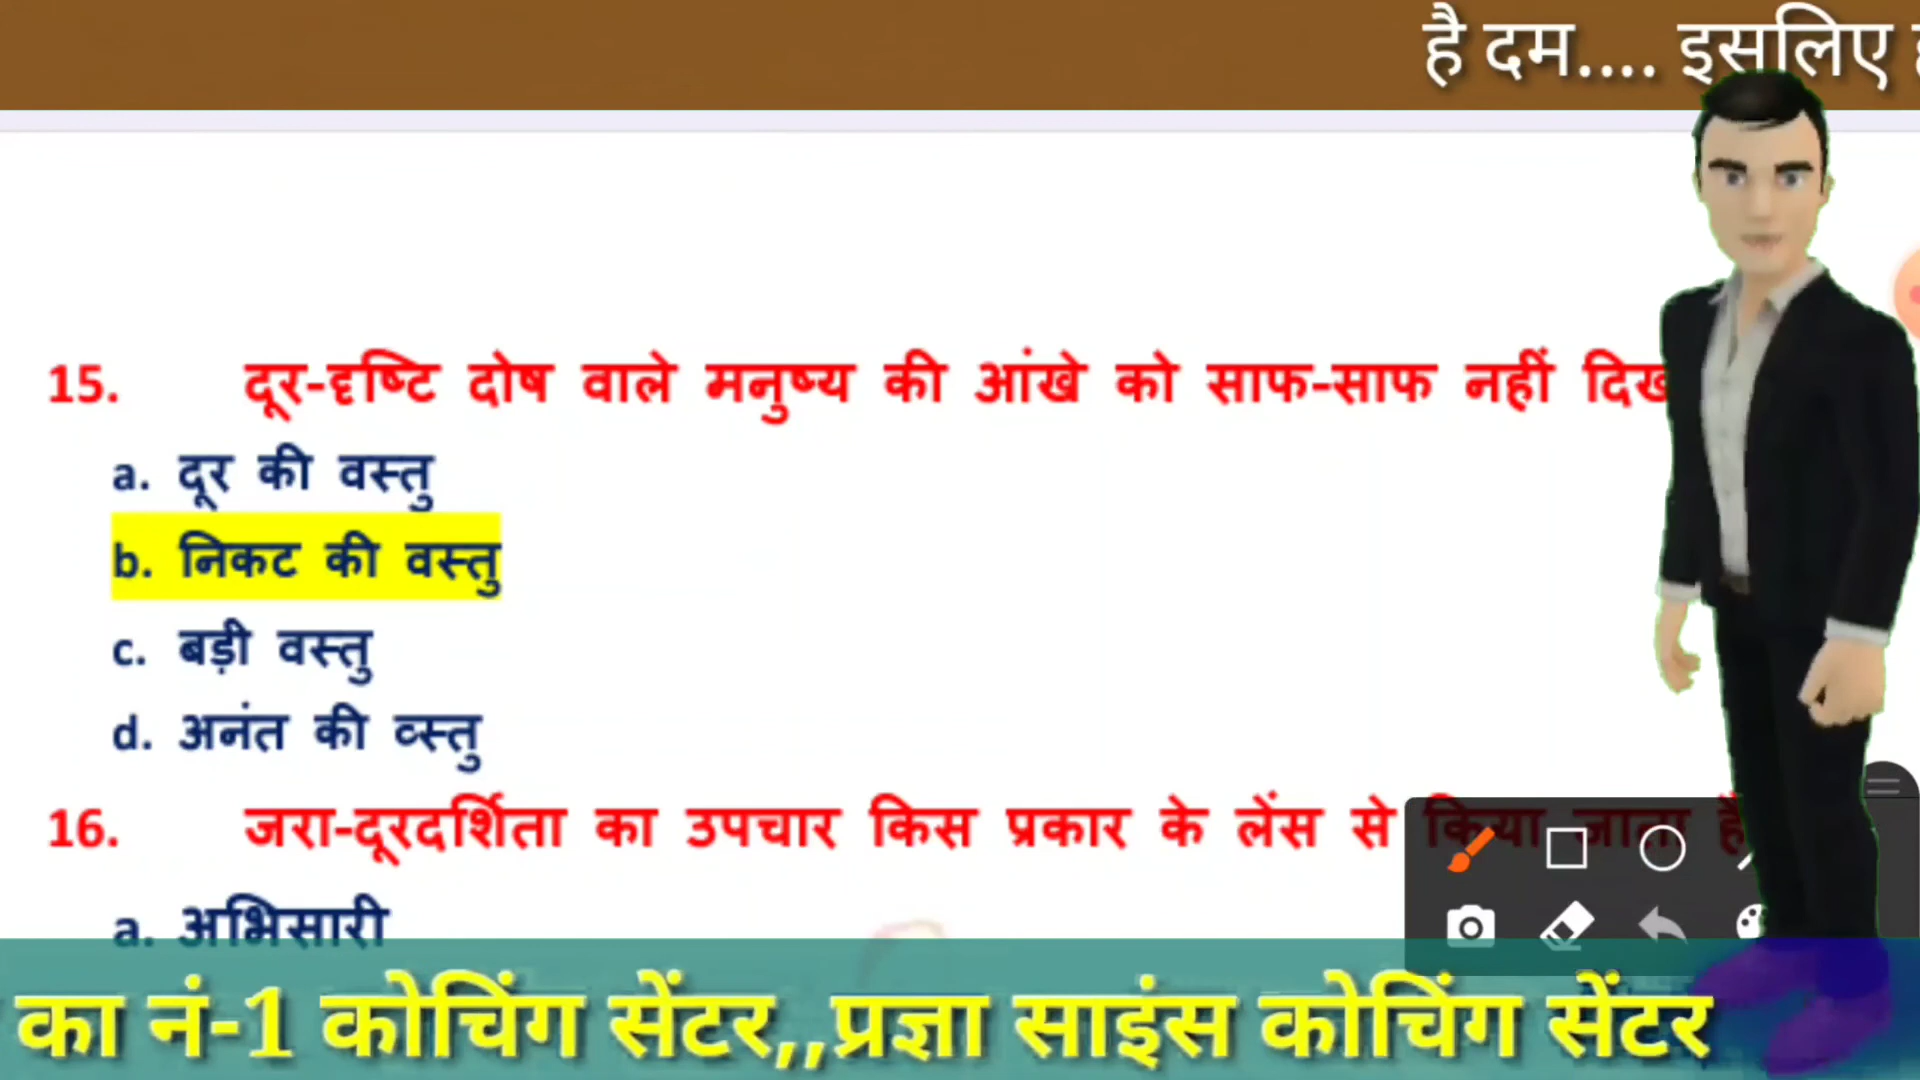 है दम.... इसलिए
15. दूर-दृष्टि दोष वाले मनुष्य की आंखे को साफ-साफ नहीं
a. दूर की वस्तु
b. निकट की वस्तु
c. बड़ी वस्तु
d. अनंत की व्स्तु
16. जरा-दूरदर्शिता का उपचार किस प्रकार के लेंस से किया जाता है
a. अभिसारी
का नं-1 कोचिंग सेंटर,,प्रज्ञा साइंस कोचिंग सेंटर